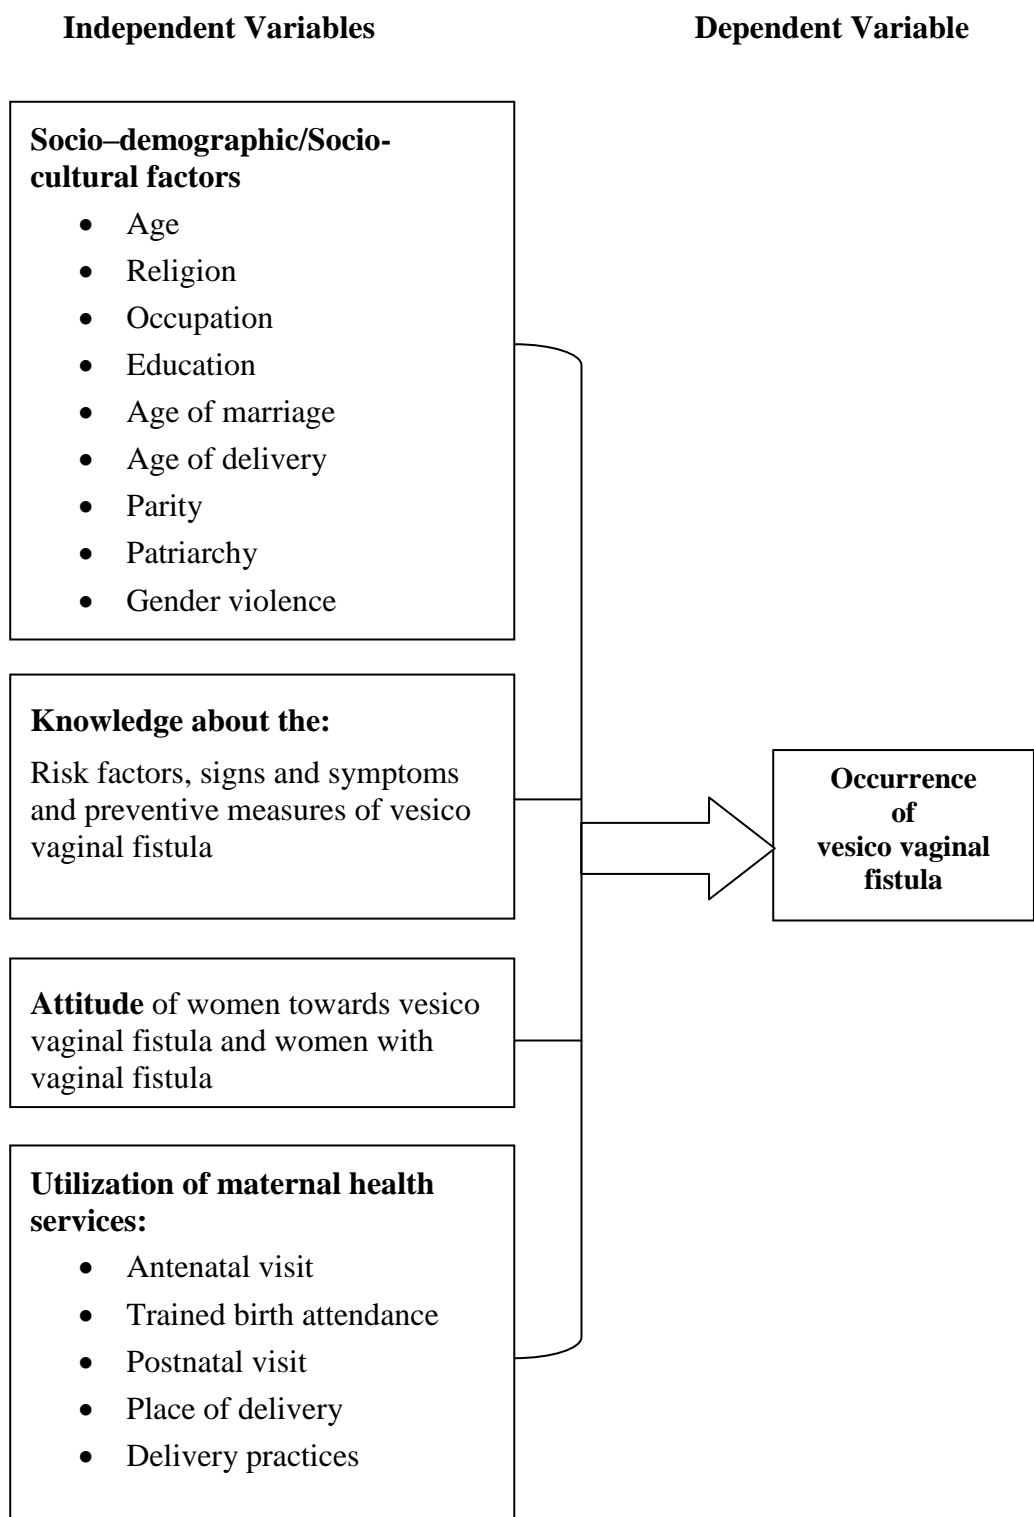 Independent Variables
Dependent Variable
Socio–demographic/Socio-
cultural factors
• Age
• Religion
• Occupation
• Education
• Age of marriage
• Age of delivery
• Parity
• Patriarchy
• Gender violence
Knowledge about the:
Risk factors, signs and symptoms
and preventive measures of vesico
vaginal fistula
Attitude of women towards vesico
vaginal fistula and women with
vaginal fistula
Utilization of maternal health
services:
• Antenatal visit
• Trained birth attendance
• Postnatal visit
• Place of delivery
• Delivery practices
Occurrence
of
vesico vaginal
fistula